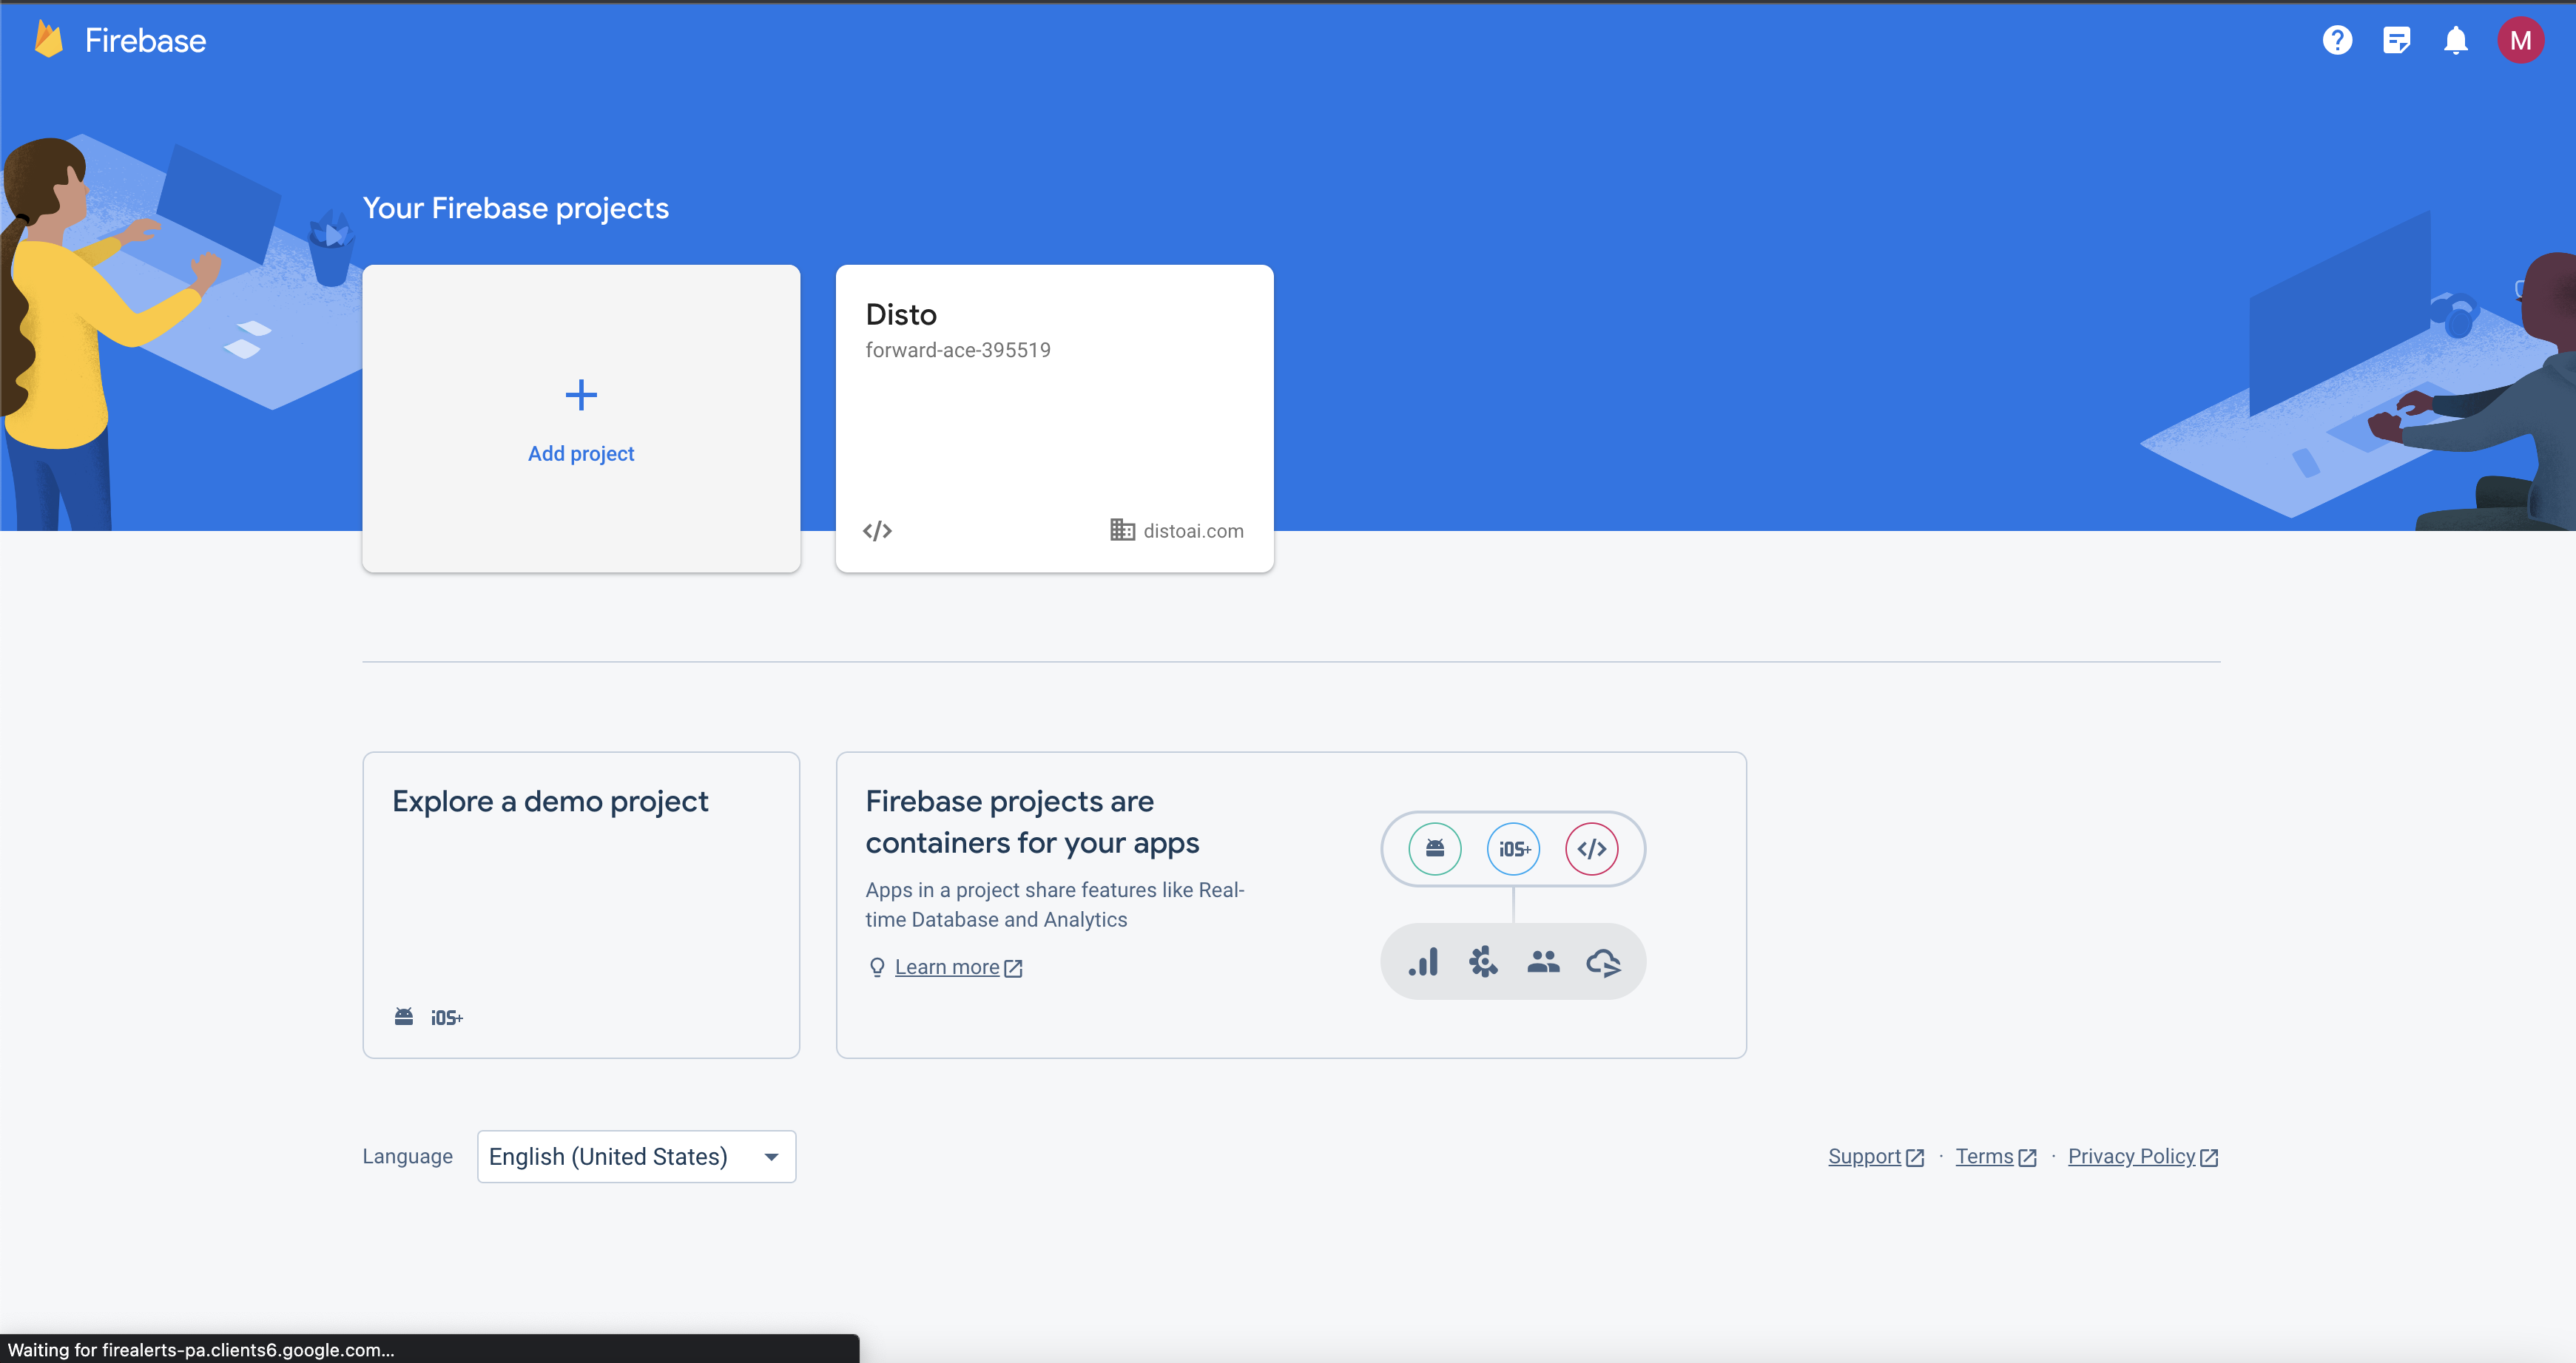 Firebase
M
Your Firebase projects
Add project
Disto
forward-ace-395519
distoai.com
Explore a demo project
iOS+
Firebase projects are
containers for your apps
Apps in a project share features like Real-
time Database and Analytics
Learn more
iOS+
Language
English (United States)
Support · Terms · Privacy Policy
Waiting for firealerts-pa.clients6.google.com...